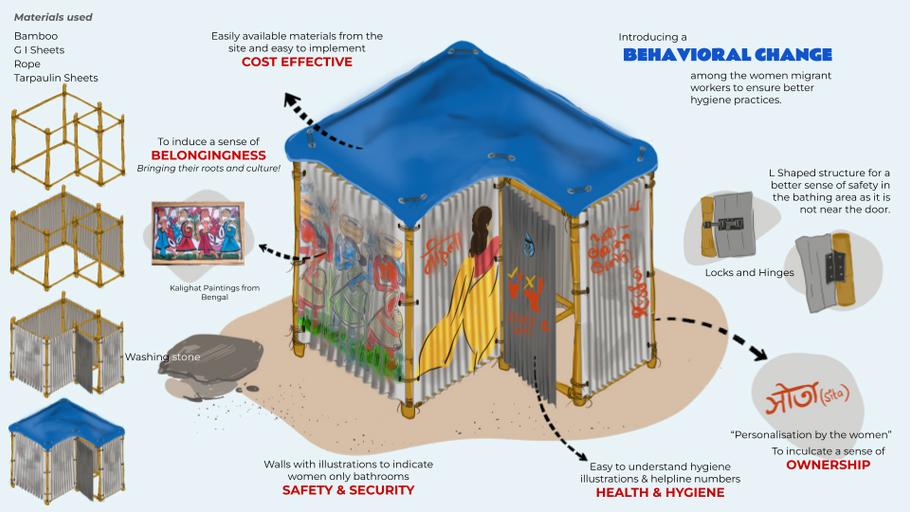 Materials used
Bamboo
G I Sheets
Rope
Tarpaulin Sheets
Easily available materials from the
site and easy to implement
COST EFFECTIVE
Introducing a
BEHAVIORAL CHANGE
among the women migrant
workers to ensure better
hygiene practices.
To induce a sense of
BELONGINGNESS
Bringing their roots and culture!
Kalighat Paintings from
Bengal
L Shaped structure for a
better sense of safety in
the bathing area as it is
not near the door.
Locks and Hinges
महिला
Washing stone
সীতা (Sita)
"Personalisation by the women"
To inculcate a sense of
OWNERSHIP
Walls with illustrations to indicate
women only bathrooms
SAFETY & SECURITY
Easy to understand hygiene
illustrations & helpline numbers
HEALTH & HYGIENE